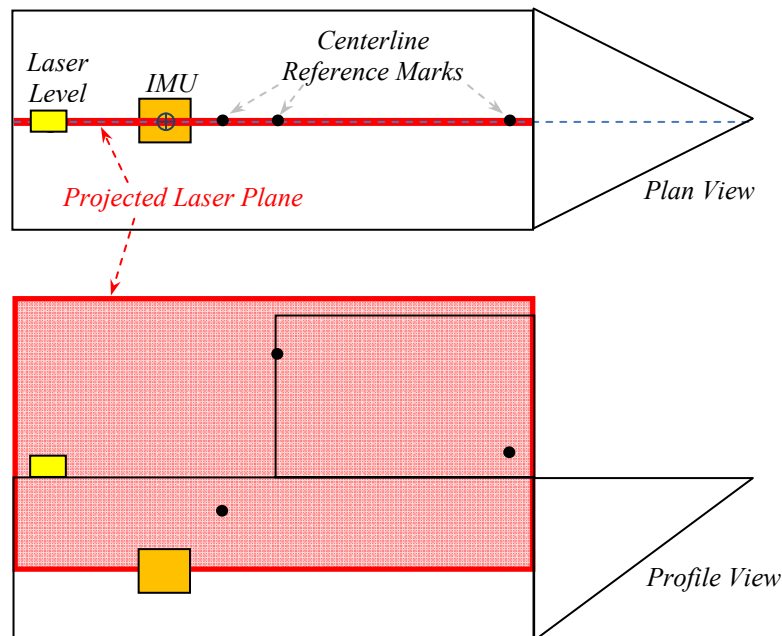 Centerline
Reference Marks
Laser
Level
IMU
Projected Laser Plane
Plan View
Profile View